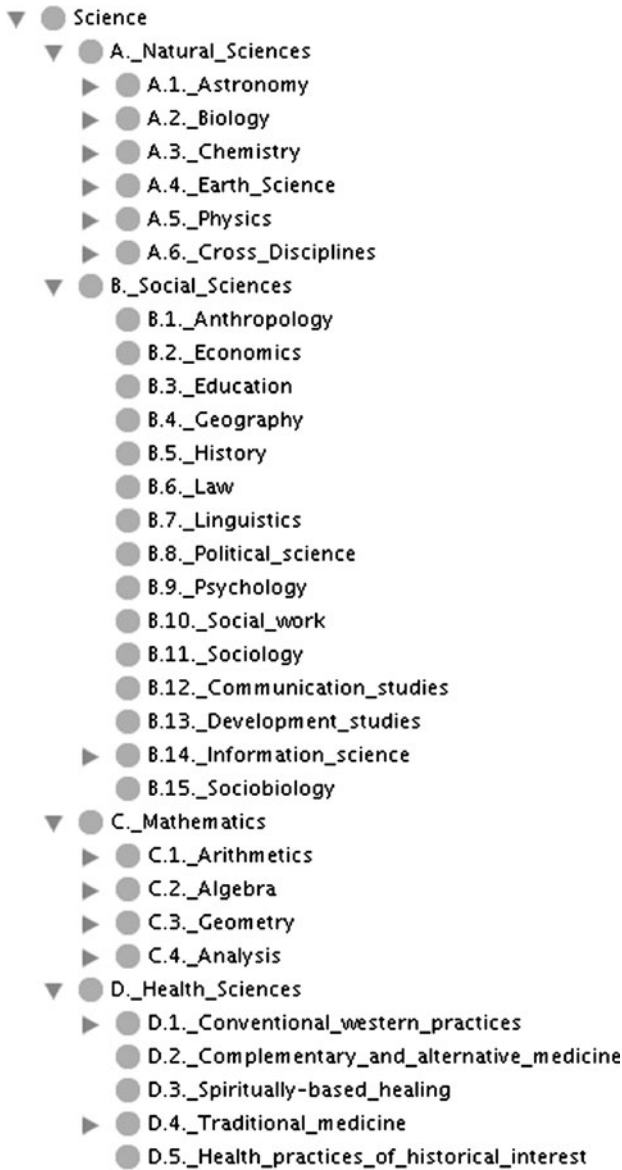 Science
A._Natural_Sciences
A.1._Astronomy
A.2._Biology
A.3._Chemistry
A.4._Earth_Science
A.5._Physics
A.6._Cross_Disciplines
B._Social_Sciences
B.1._Anthropology
B.2._Economics
B.3._Education
B.4._Geography
B.5._History
B.6._Law
B.7._Linguistics
B.8._Political_science
B.9._Psychology
B.10._Social_work
B.11._Sociology
B.12._Communication_studies
B.13._Development_studies
B.14._Information_science
B.15._Sociobiology
C._Mathematics
C.1._Arithmetics
C.2._Algebra
C.3._Geometry
C.4._Analysis
D._Health_Sciences
D.1._Conventional_western_practices
D.2._Complementary_and_alternative_medicine
D.3._Spiritually-based_healing
D.4._Traditional_medicine
D.5._Health_practices_of_historical_interest